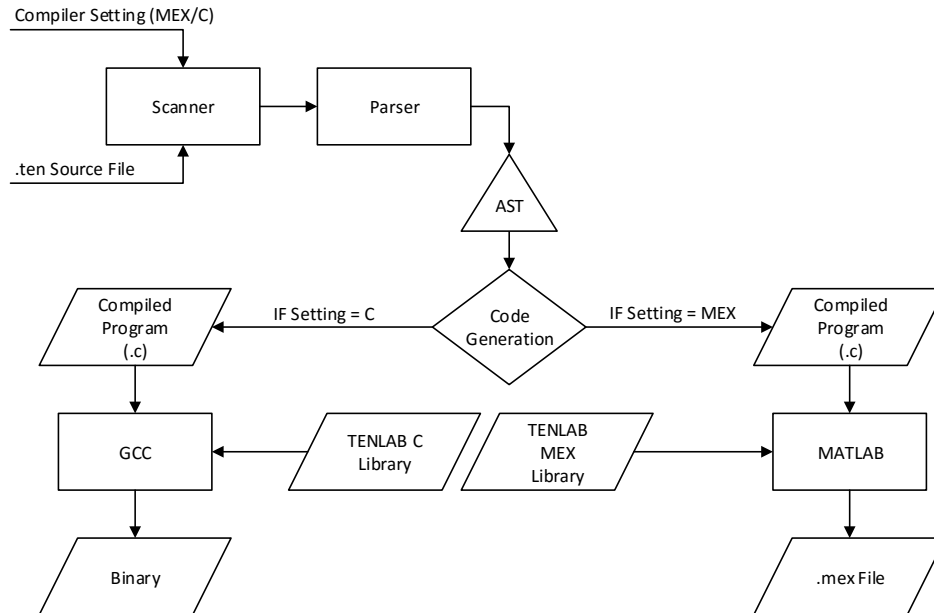 Compiler Setting (MEX/C)
Scanner
Parser
.ten Source File
AST
Code
Generation
IF Setting = C
IF Setting = MEX
Compiled
Program
(.c)
Compiled
Program
(.c)
GCC
TENLAB C
Library
TENLAB
MEX
Library
MATLAB
Binary
.mex File